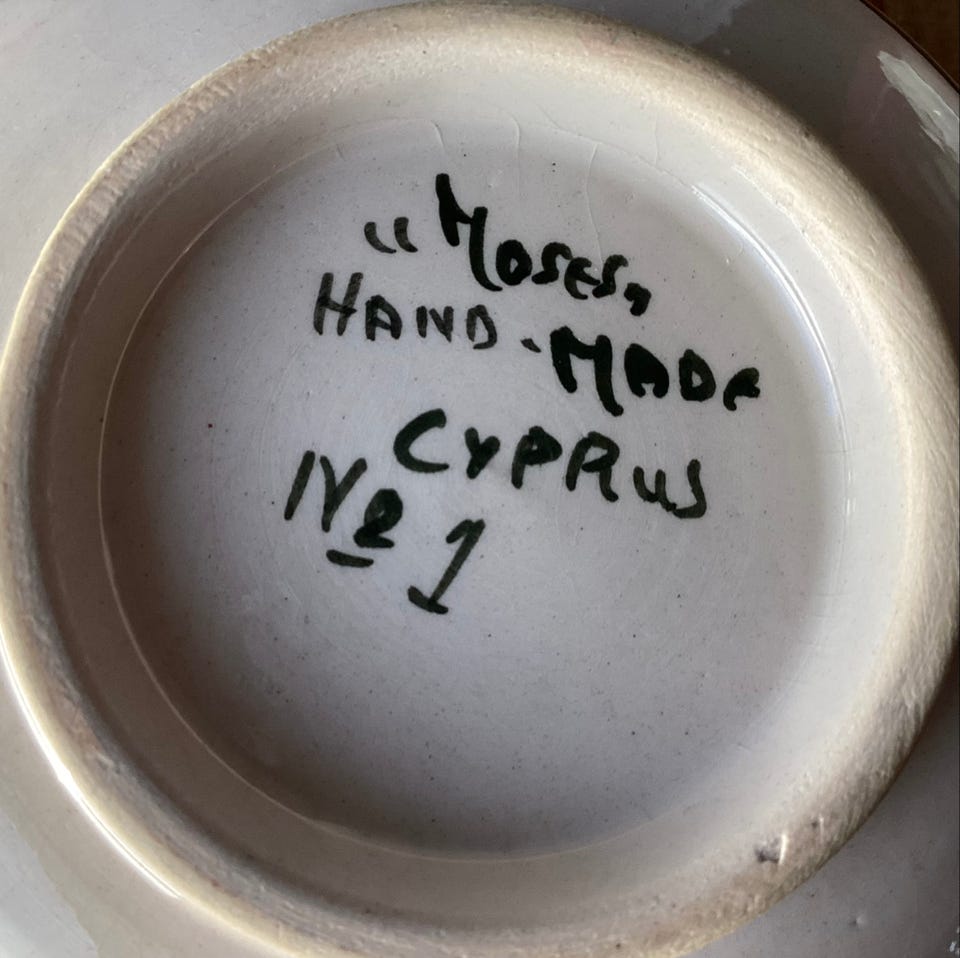 "Moses"
HAND-MADE
CYPRUS
№ 1